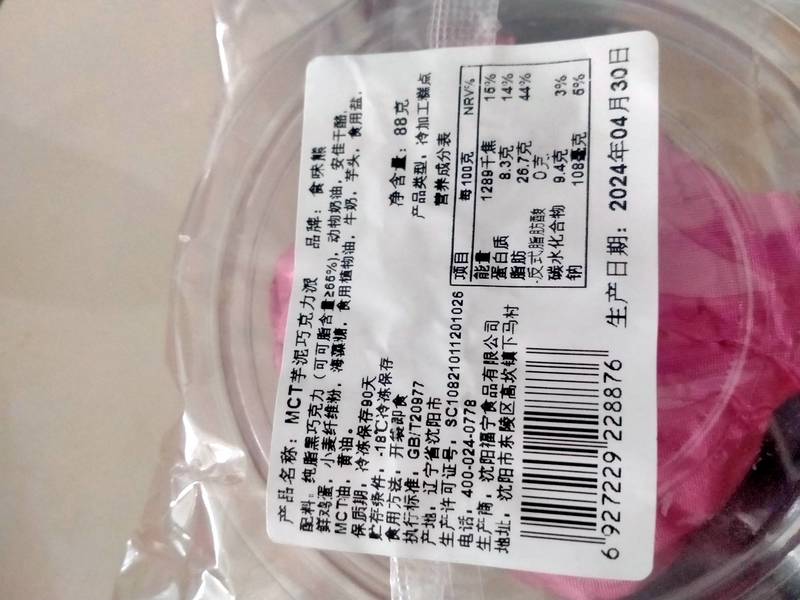 产品名称：MCT芋泥巧克力派 品牌：食味熊
配料：纯脂黑巧克力（可可脂含量≥66%），动物奶油，安佳干酪，
鲜鸡蛋，小麦纤维粉，海藻糖，食用植物油，牛奶，芋头，食用盐，
MCT油，黄油。
保质期：冷冻保存90天
贮存条件：-18℃冷冻保存
食用方法：开袋即食
执行标准：GB/T20977
产地：辽宁省沈阳市
生产许可证号：SC10821011201026
电话：400-024-0778
生产商：沈阳福宁食品有限公司
地址：沈阳市东陵区高坎镇下马村
净含量：88克
产品类型：冷加工糕点
营养成分表
项目 每100克 NRV%
能量 1289千焦 15%
蛋白质 8.3克 14%
脂肪 26.7克 44%
·反式脂肪酸 0克
碳水化合物 9.4克 3%
钠 108毫克 6%
6 927229 228876
生产日期：2024年04月30日